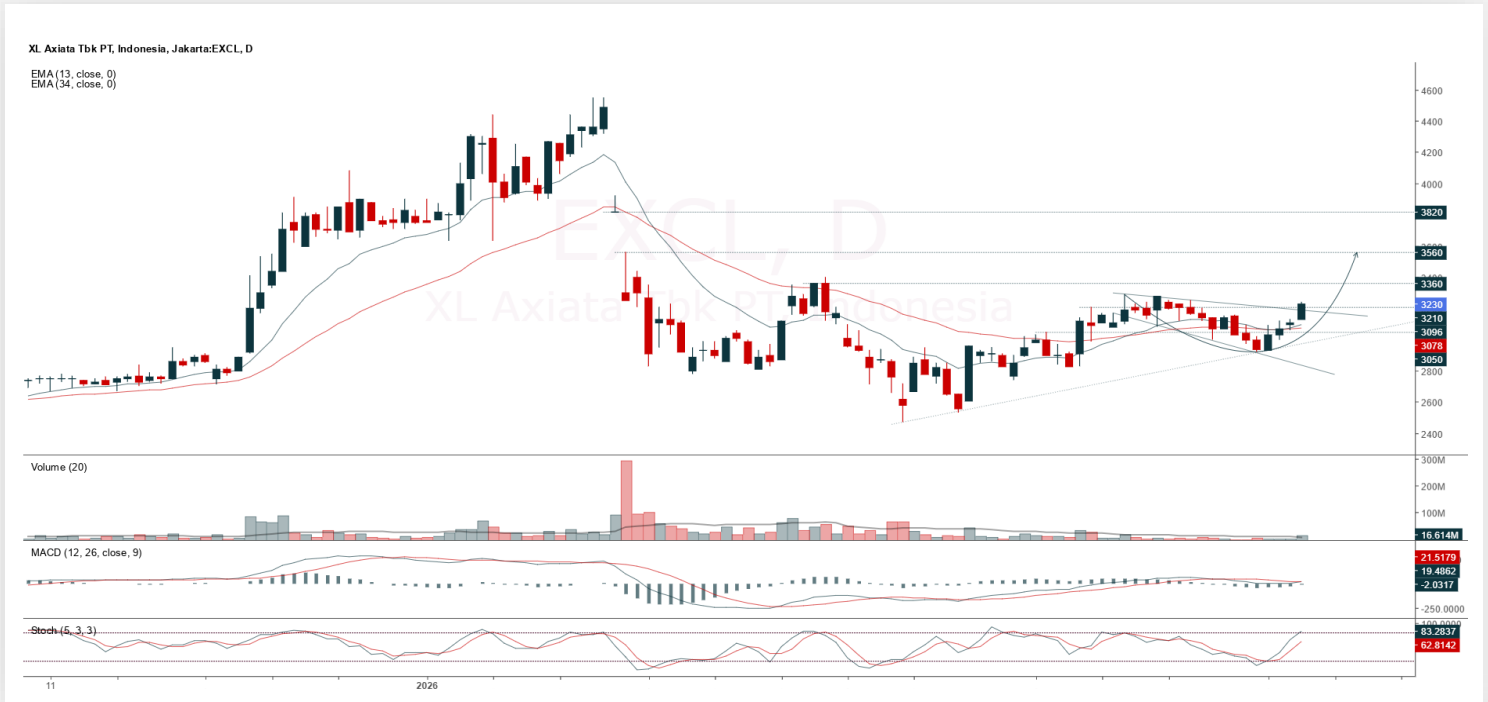 XL Axiata Tbk PT, Indonesia, Jakarta:EXCL, D
EMA (13, close, 0)
EMA (34, close, 0)
EXCL, D
XL Axiata Tbk PT, Indonesia
4600
4400
4200
4000
3820
3560
3360
3230
3210
3096
3078
3050
2800
2600
2400
Volume (20)
300M
200M
100M
16.614M
MACD (12, 26, close, 9)
21.5179
19.4862
-2.0317
-250.0000
Stoch (5, 3, 3)
100.0000
83.2837
62.8142
11
2026